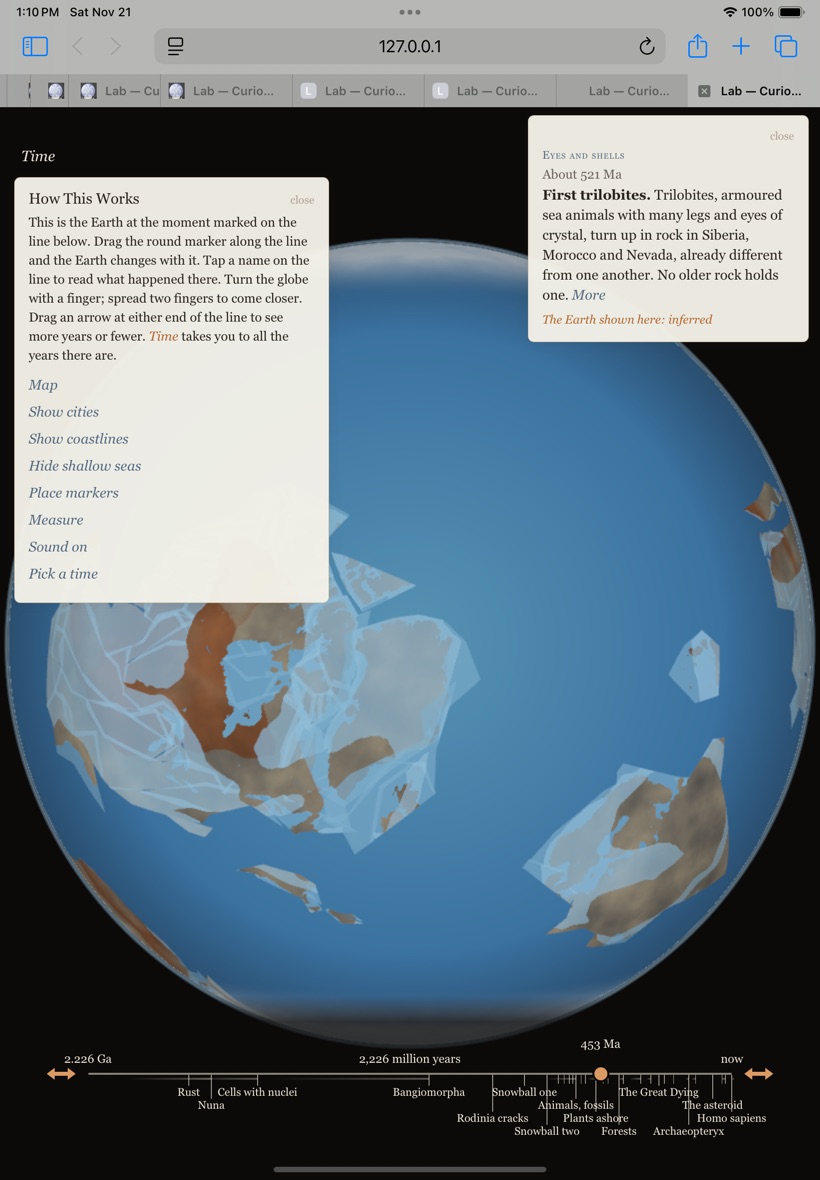 1:10 PM Sat Nov 21
100%
127.0.0.1
Lab — Cu
Lab — Curio...
L Lab — Curio...
L Lab — Curio...
Lab — Curio...
Lab — Curio...
Time
How This Works
close
This is the Earth at the moment marked on the
line below. Drag the round marker along the line
and the Earth changes with it. Tap a name on the
line to read what happened there. Turn the globe
with a finger; spread two fingers to come closer.
Drag an arrow at either end of the line to see
more years or fewer. Time takes you to all the
years there are.
Map
Show cities
Show coastlines
Hide shallow seas
Place markers
Measure
Sound on
Pick a time
close
Eyes and shells
About 521 Ma
First trilobites. Trilobites, armoured
sea animals with many legs and eyes of
crystal, turn up in rock in Siberia,
Morocco and Nevada, already different
from one another. No older rock holds
one. More
The Earth shown here: inferred
453 Ma
2.226 Ga
2,226 million years
now
Rust
Cells with nuclei
Bangiomorpha
Snowball one
The Great Dying
Nuna
Animals, fossils
The asteroid
Rodinia cracks
Plants ashore
Homo sapiens
Snowball two
Forests
Archaeopteryx